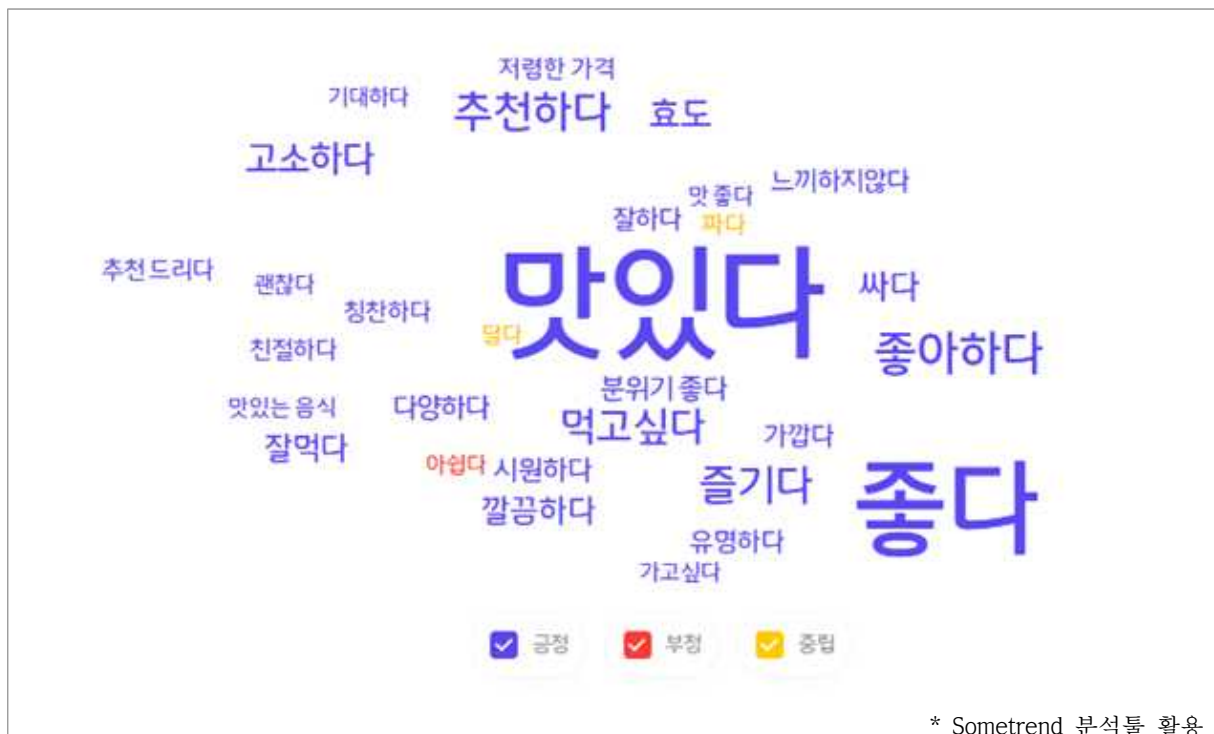 저령한 가격
기대하다
추천하다 효도
고소하다
느끼하지않다
맛 좋다
잘하다 파다
추천 드리다
괜찮다
맛있다
싸다
칭찬하다
달다
친절하다
좋아하다
분위기 좋다
맛있는 음식 다양하다
먹고싶다 가깝다
잘먹다
아쉽다 시원하다
즐기다
좋다
깔끔하다
유명하다
가고싶다
긍정 부정 중립
* Sometrend 분석툴 활용